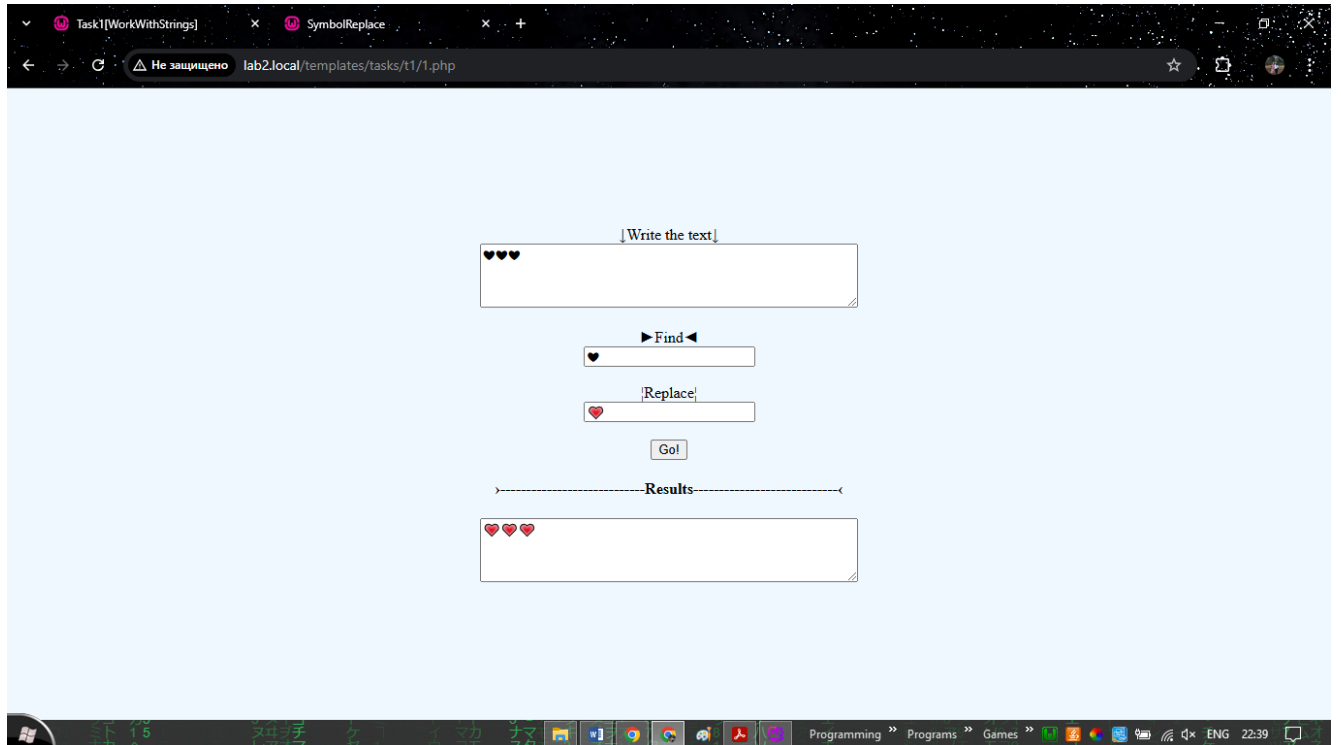 Task1[WorkWithStrings] SymbolReplace
Не защищено lab2.local/templates/tasks/t1/1.php
↓Write the text↓
♥♥♥
►Find◄
♥
¦Replace¦
💗
Go!
›----------------------------Results----------------------------‹
💗💗💗
Programming » Programs » Games » ENG 22:39